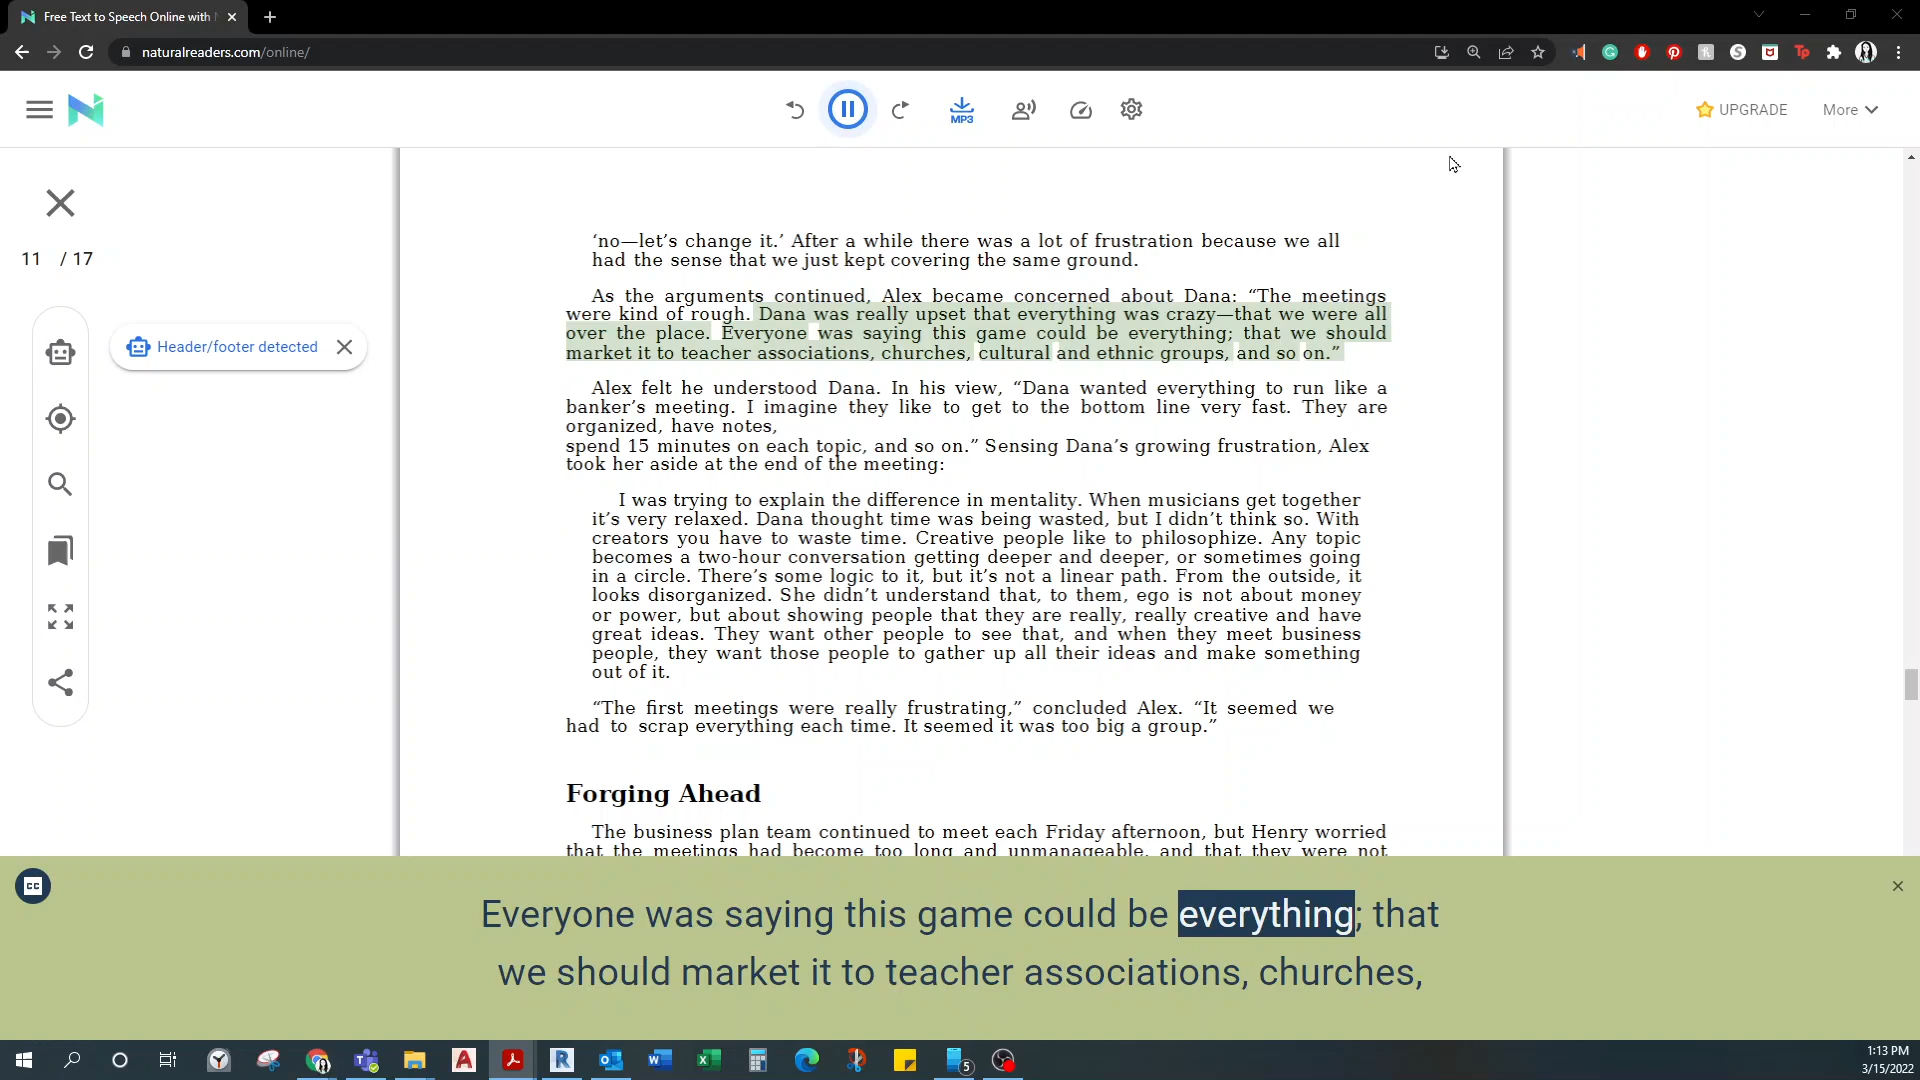 Free Text to Speech Online with
naturalreaders.com/online/
MP3
UPGRADE
More
11 / 17
Header/footer detected
‘no—let’s change it.’ After a while there was a lot of frustration because we all
had the sense that we just kept covering the same ground.
As the arguments continued, Alex became concerned about Dana: “The meetings
were kind of rough. Dana was really upset that everything was crazy—that we were all
over the place. Everyone was saying this game could be everything; that we should
market it to teacher associations, churches, cultural and ethnic groups, and so on.”
Alex felt he understood Dana. In his view, “Dana wanted everything to run like a
banker’s meeting. I imagine they like to get to the bottom line very fast. They are
organized, have notes,
spend 15 minutes on each topic, and so on.” Sensing Dana’s growing frustration, Alex
took her aside at the end of the meeting:
I was trying to explain the difference in mentality. When musicians get together
it’s very relaxed. Dana thought time was being wasted, but I didn’t think so. With
creators you have to waste time. Creative people like to philosophize. Any topic
becomes a two-hour conversation getting deeper and deeper, or sometimes going
in a circle. There’s some logic to it, but it’s not a linear path. From the outside, it
looks disorganized. She didn’t understand that, to them, ego is not about money
or power, but about showing people that they are really, really creative and have
great ideas. They want other people to see that, and when they meet business
people, they want those people to gather up all their ideas and make something
out of it.
“The first meetings were really frustrating,” concluded Alex. “It seemed we
had to scrap everything each time. It seemed it was too big a group.”
Forging Ahead
The business plan team continued to meet each Friday afternoon, but Henry worried
that the meetings had become too long and unmanageable, and that they were not
CC
Everyone was saying this game could be everything; that
we should market it to teacher associations, churches,
5
1:13 PM
3/15/2022